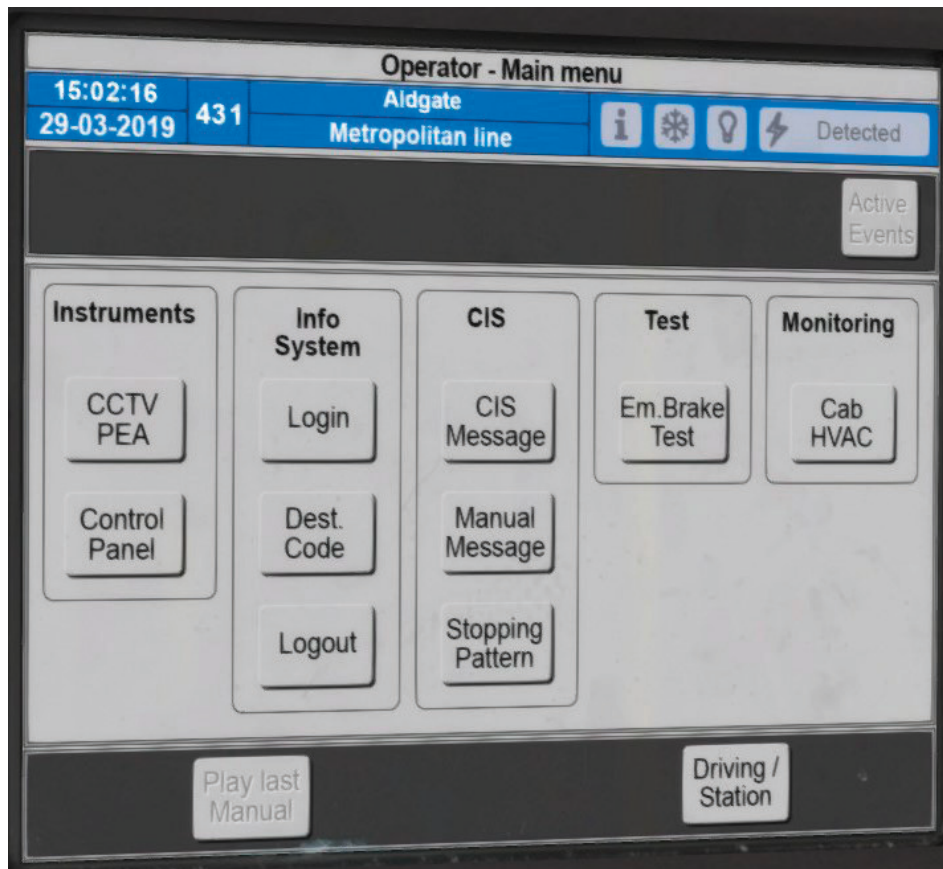 Operator - Main menu
15:02:16
29-03-2019
431
Aldgate
Metropolitan line
i
Detected
Active
Events
Instruments
CCTV
PEA
Control
Panel
Info
System
Login
Dest.
Code
Logout
CIS
CIS
Message
Manual
Message
Stopping
Pattern
Test
Em.Brake
Test
Monitoring
Cab
HVAC
Play last
Manual
Driving /
Station